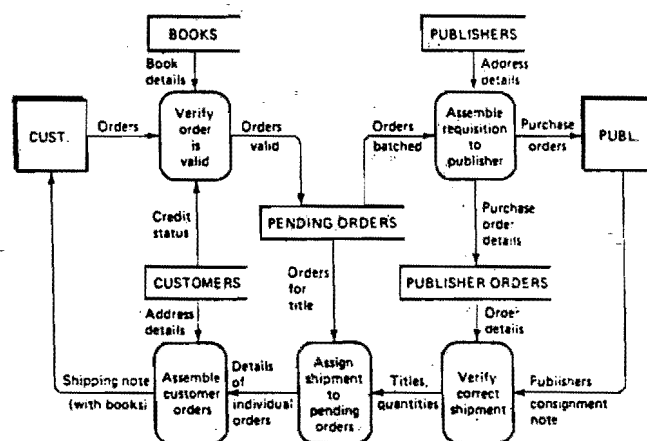 BOOKS
PUBLISHERS
Book
details
Address
details
CUST.
Orders
Verify
order
is
valid
Orders
valid
Orders
batched
Assemble
requisition
to
publisher
Purchase
orders
PUBL.
Credit
status
PENDING ORDERS
Purchase
order
details
CUSTOMERS
Orders
for
title
PUBLISHER ORDERS
Address
details
Order
details
Shipping note
(with books)
Assemble
customer
orders
Details
of
individual
orders
Assign
shipment
to
pending
orders
Titles,
quantities
Verify
correct
shipment
Publishers
consignment
note